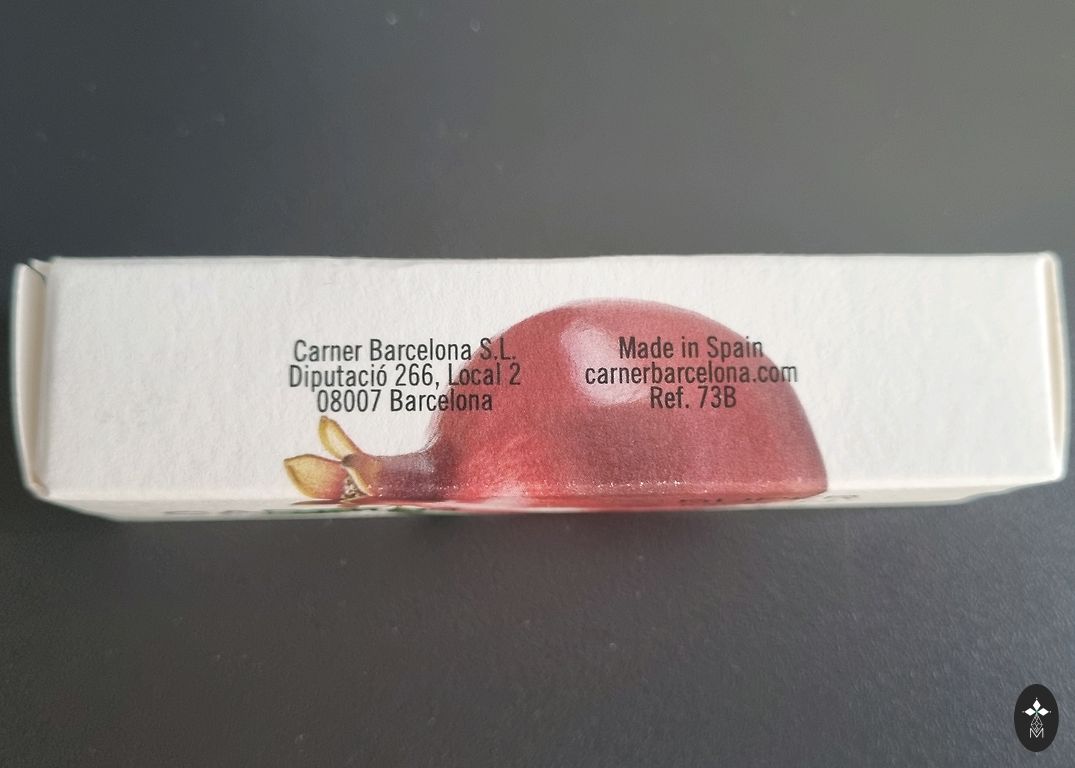 Carner Barcelona S.L.
Diputació 266, Local 2
08007 Barcelona
Made in Spain
carnerbarcelona.com
Ref. 73B